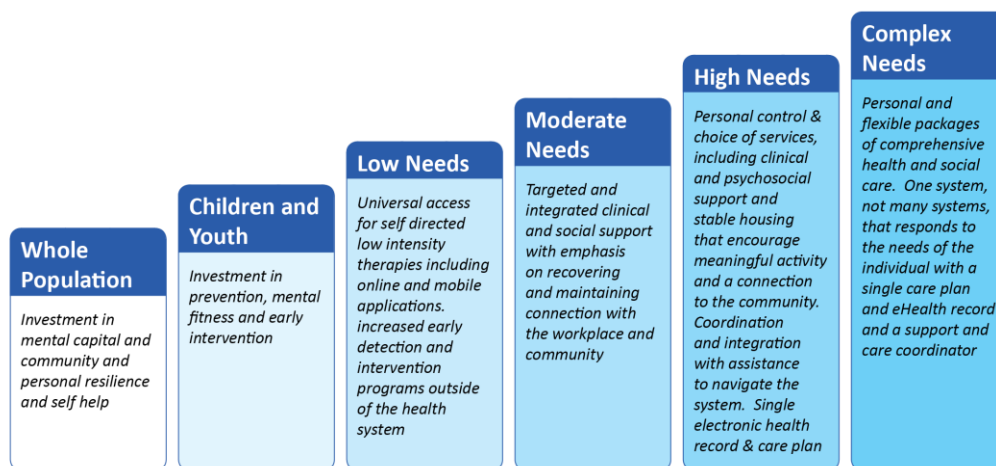 Whole
Population
Investment in
mental capital and
community and
personal resilience
and self help
Children and
Youth
Investment in
prevention, mental
fitness and early
intervention
Low Needs
Universal access
for self directed
low intensity
therapies including
online and mobile
applications.
increased early
detection and
intervention
programs outside
of the health
system
Moderate
Needs
Targeted and
integrated clinical
and social support
with emphasis
on recovering
and maintaining
connection with
the workplace and
community
High Needs
Personal control &
choice of services,
including clinical
and psychosocial
support and
stable housing
that encourage
meaningful activity
and a connection
to the community.
Coordination
and integration
with assistance
to navigate the
system.  Single
electronic health
record & care plan
Complex
Needs
Personal and
flexible packages
of comprehensive
health and social
care.  One system,
not many systems,
that responds to
the needs of the
individual with a
single care plan
and eHealth record
and a support and
care coordinator